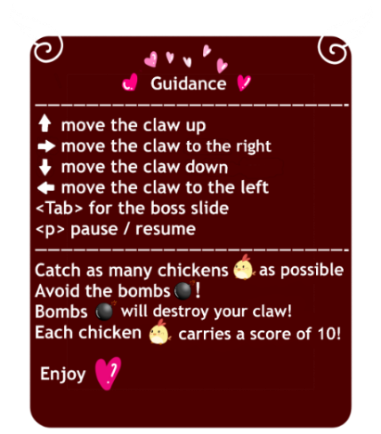 Guidance
↑ move the claw up
→ move the claw to the right
↓ move the claw down
← move the claw to the left
<Tab> for the boss slide
<p> pause / resume
Catch as many chickens as possible
Avoid the bombs !
Bombs will destroy your claw!
Each chicken carries a score of 10!
Enjoy